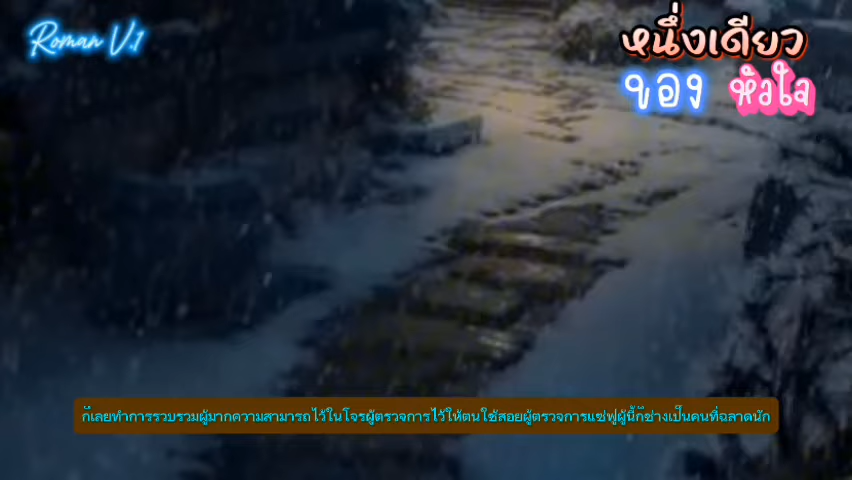 Roman V.1
หนึ่งเดียว
ของ หัวใจ
ก็เลยทำการรวบรวมผู้มากความสามารถไว้ในโจรผู้ตรวจการไว้ให้ตนใช้สอยผู้ตรวจการแซ่ฟูผู้นี้ก็ช่างเป็นคนที่ฉลาดนัก